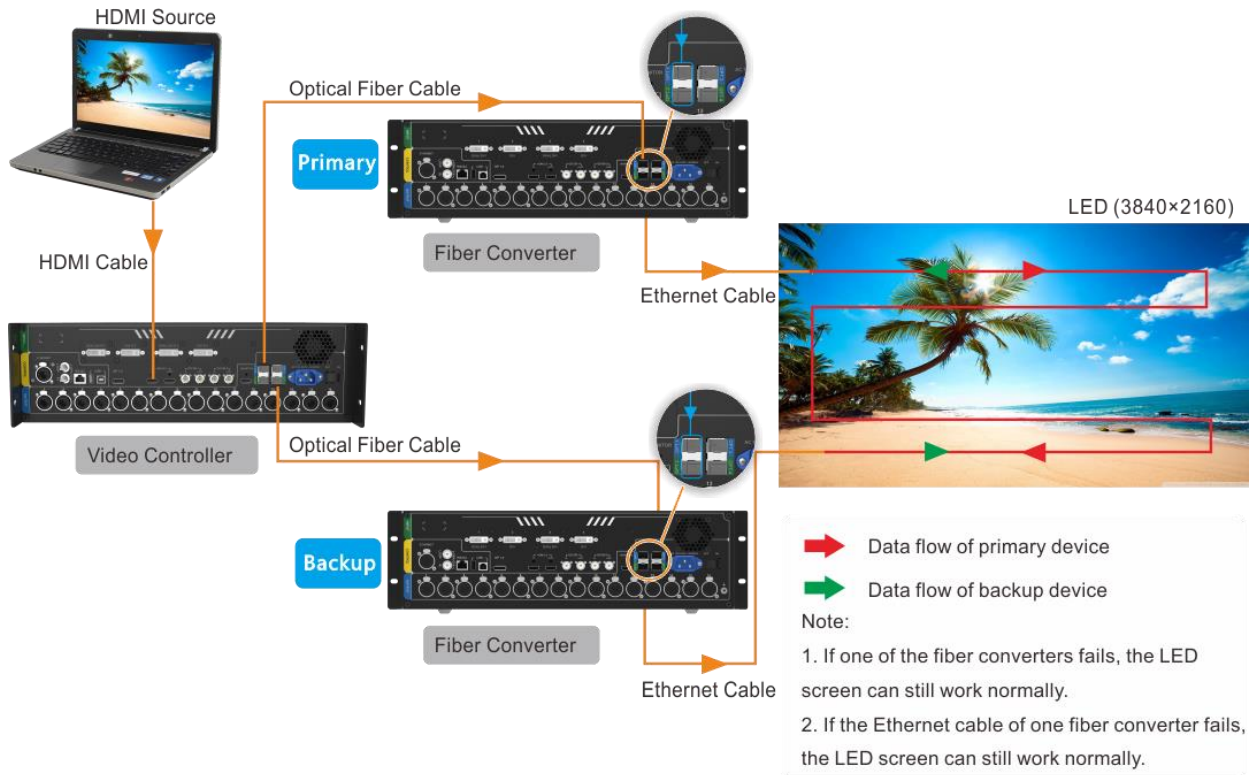 HDMI Source
Optical Fiber Cable
Primary
Fiber Converter
LED (3840×2160)
HDMI Cable
Ethernet Cable
Video Controller
Optical Fiber Cable
Backup
Fiber Converter
Ethernet Cable
Data flow of primary device
Data flow of backup device
Note:
1. If one of the fiber converters fails, the LED
screen can still work normally.
2. If the Ethernet cable of one fiber converter fails,
the LED screen can still work normally.